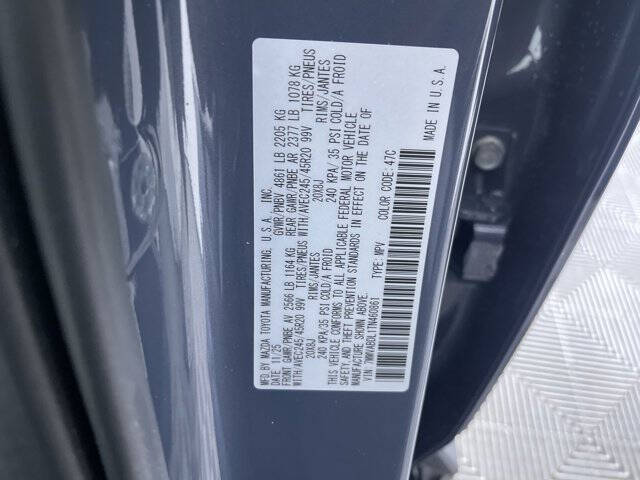 MFD.BY MAZDA TOYOTA MANUFACTURING, U.S.A. INC.
DATE: 11/25 GVWR/PNBV 4861 LB 2205 KG
FRONT GAWR/PNBE AV 2566 LB 1164 KG REAR GAWR/PNBE AR 2377 LB 1078 KG
WITH/AVEC245/45R20 99V TIRES/PNEUS WITH/AVEC245/45R20 99V TIRES/PNEUS
20X8J RIMS/JANTES 20X8J RIMS/JANTES
240 KPA/35 PSI COLD/A FROID 240 KPA/35 PSI COLD/A FROID
THIS VEHICLE CONFORMS TO ALL APPLICABLE FEDERAL MOTOR VEHICLE
SAFETY AND THEFT PREVENTION STANDARDS IN EFFECT ON THE DATE OF
MANUFACTURE SHOWN ABOVE.
VIN: TYPE: MPV COLOR CODE: 47C
MADE IN U.S.A.